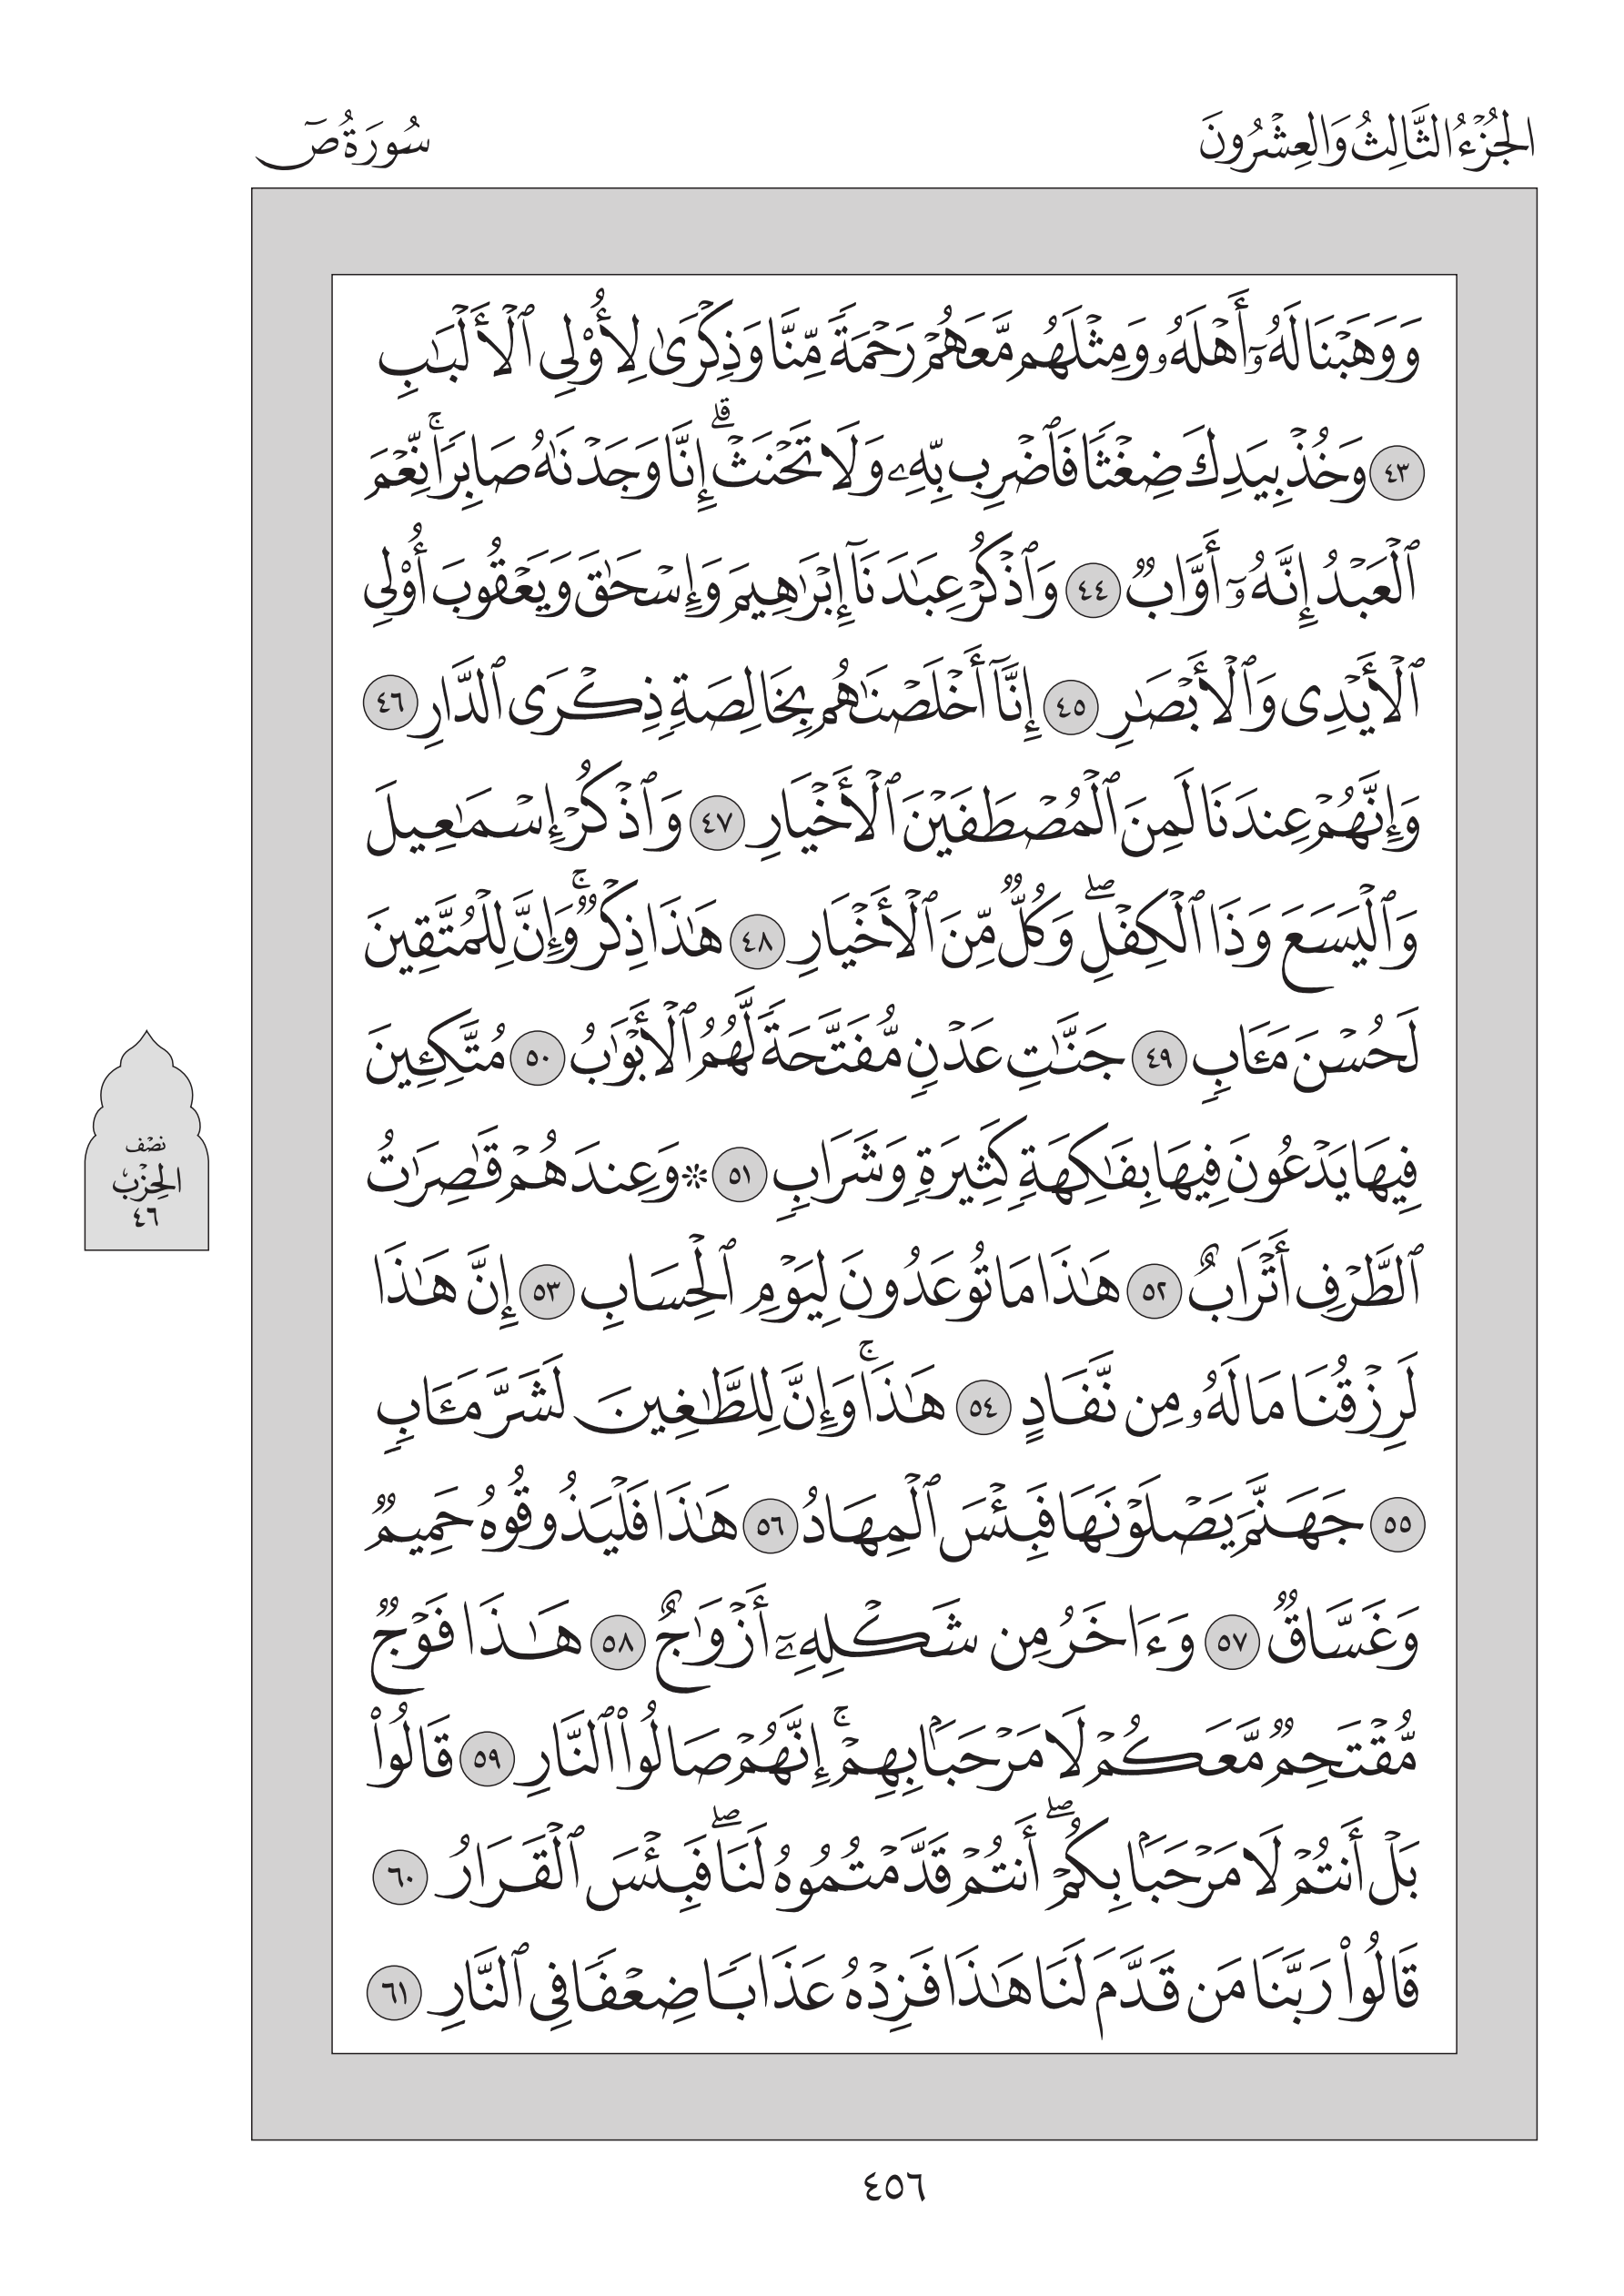 الجُزْءُ الثَّالِثُ وَالعِشْرُونَ
سُورَةُ صٓ
وَوَهَبْنَا لَهُۥٓ أَهْلَهُۥ وَمِثْلَهُم مَّعَهُمْ رَحْمَةً مِّنَّا وَذِكْرَىٰ لِأُو۟لِى ٱلْأَلْبَـٰبِ
٤٣ وَخُذْ بِيَدِكَ ضِغْثًا فَٱضْرِب بِّهِۦ وَلَا تَحْنَثْ ۗ إِنَّا وَجَدْنَـٰهُ صَابِرًا ۚ نِّعْمَ
ٱلْعَبْدُ إِنَّهُۥٓ أَوَّابٌ ٤٤ وَٱذْكُرْ عِبَـٰدَنَآ إِبْرَٰهِيمَ وَإِسْحَـٰقَ وَيَعْقُوبَ أُو۟لِى
ٱلْأَيْدِى وَٱلْأَبْصَـٰرِ ٤٥ إِنَّآ أَخْلَصْنَـٰهُم بِخَالِصَةٍ ذِكْرَى ٱلدَّارِ ٤٦
وَإِنَّهُمْ عِندَنَا لَمِنَ ٱلْمُصْطَفَيْنَ ٱلْأَخْيَارِ ٤٧ وَٱذْكُرْ إِسْمَـٰعِيلَ
وَٱلْيَسَعَ وَذَا ٱلْكِفْلِ ۖ وَكُلٌّ مِّنَ ٱلْأَخْيَارِ ٤٨ هَـٰذَا ذِكْرٌ ۚ وَإِنَّ لِلْمُتَّقِينَ
لَحُسْنَ مَـَٔابٍ ٤٩ جَنَّـٰتِ عَدْنٍ مُّفَتَّحَةً لَّهُمُ ٱلْأَبْوَٰبُ ٥٠ مُتَّكِـِٔينَ
فِيهَا يَدْعُونَ فِيهَا بِفَـٰكِهَةٍ كَثِيرَةٍ وَشَرَابٍ ٥١ ۞ وَعِندَهُمْ قَـٰصِرَٰتُ
ٱلطَّرْفِ أَتْرَابٌ ٥٢ هَـٰذَا مَا تُوعَدُونَ لِيَوْمِ ٱلْحِسَابِ ٥٣ إِنَّ هَـٰذَا
لَرِزْقُنَا مَا لَهُۥ مِن نَّفَادٍ ٥٤ هَـٰذَا ۚ وَإِنَّ لِلطَّـٰغِينَ لَشَرَّ مَـَٔابٍ
٥٥ جَهَنَّمَ يَصْلَوْنَهَا فَبِئْسَ ٱلْمِهَادُ ٥٦ هَـٰذَا فَلْيَذُوقُوهُ حَمِيمٌ
وَغَسَّاقٌ ٥٧ وَءَاخَرُ مِن شَكْلِهِۦٓ أَزْوَٰجٌ ٥٨ هَـٰذَا فَوْجٌ
مُّقْتَحِمٌ مَّعَكُمْ لَا مَرْحَبًۢا بِهِمْ ۚ إِنَّهُمْ صَالُوا۟ ٱلنَّارِ ٥٩ قَالُوا۟
بَلْ أَنتُمْ لَا مَرْحَبًۢا بِكُمْ ۖ أَنتُمْ قَدَّمْتُمُوهُ لَنَا ۖ فَبِئْسَ ٱلْقَرَارُ ٦٠
قَالُوا۟ رَبَّنَا مَن قَدَّمَ لَنَا هَـٰذَا فَزِدْهُ عَذَابًا ضِعْفًا فِى ٱلنَّارِ ٦١
نصْف
الحِزْبُ
٤٦
٤٥٦